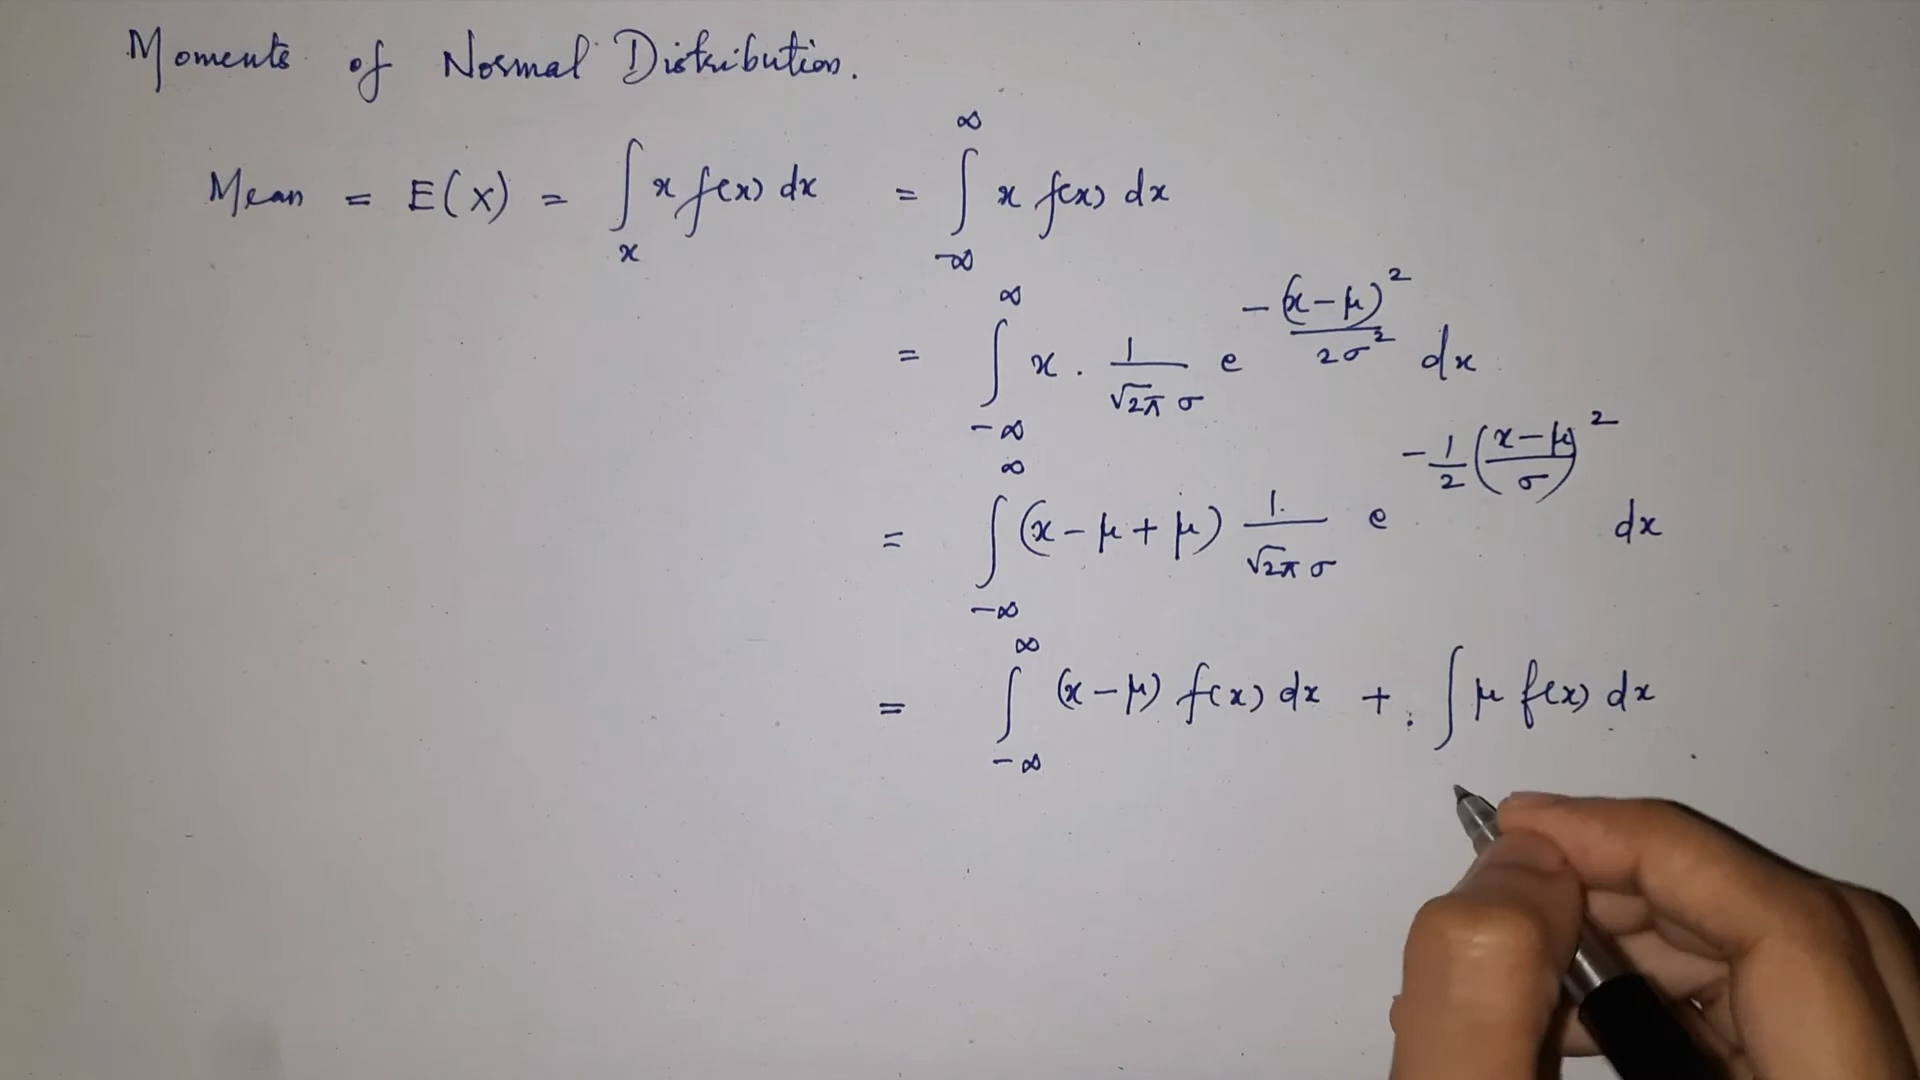 Moments of Normal Distribution.
Mean = E(X) = ∫_x x f(x) dx = ∫_{-∞}^{∞} x f(x) dx
= ∫_{-∞}^{∞} x . 1/(√2π σ) e^{-(x-μ)²/2σ²} dx
= ∫_{-∞}^{∞} (x-μ+μ) 1/(√2π σ) e^{-1/2 ((x-μ)/σ)²} dx
= ∫_{-∞}^{∞} (x-μ) f(x) dx + ∫ μ f(x) dx